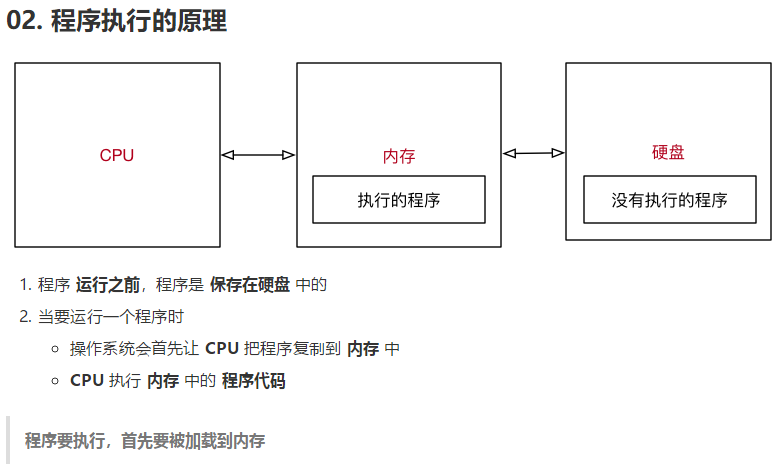 02. 程序执行的原理
CPU
内存
硬盘
执行的程序
没有执行的程序
1. 程序 运行之前，程序是 保存在硬盘 中的
2. 当要运行一个程序时
操作系统会首先让 CPU 把程序复制到 内存 中
CPU 执行 内存 中的 程序代码
程序要执行，首先要被加载到内存